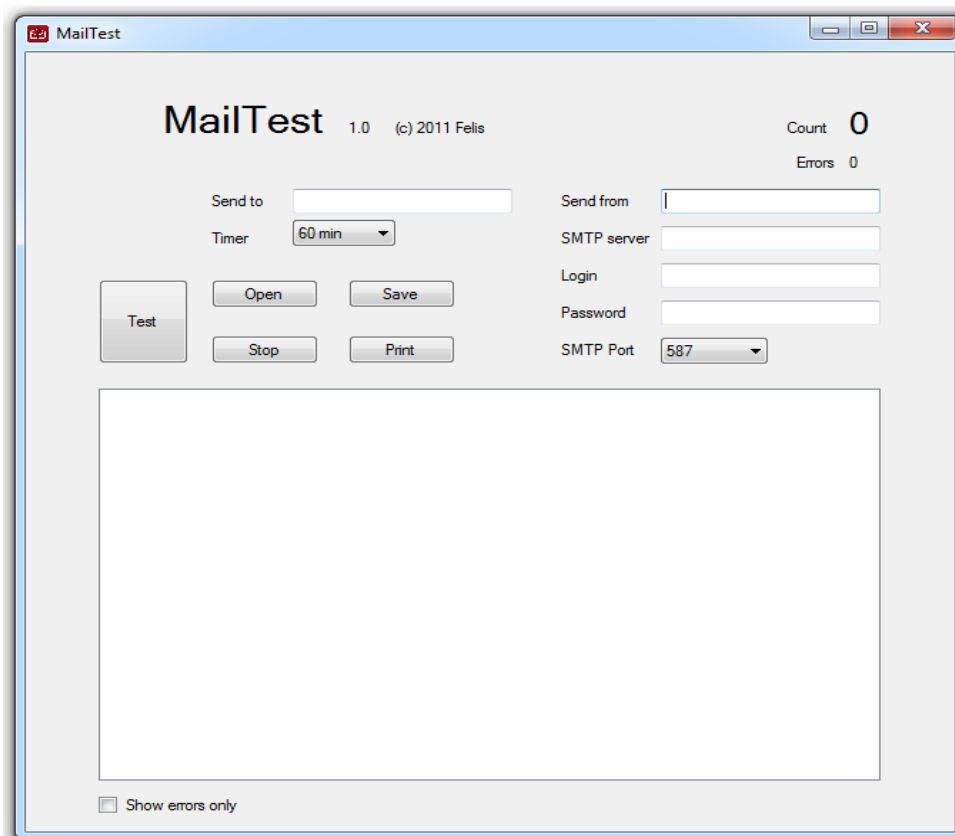 MailTest
MailTest 1.0 (c) 2011 Felis
Count 0
Errors 0
Send to
Send from
Timer 60 min
SMTP server
Login
Open Save
Password
Test
Stop Print
SMTP Port 587
Show errors only